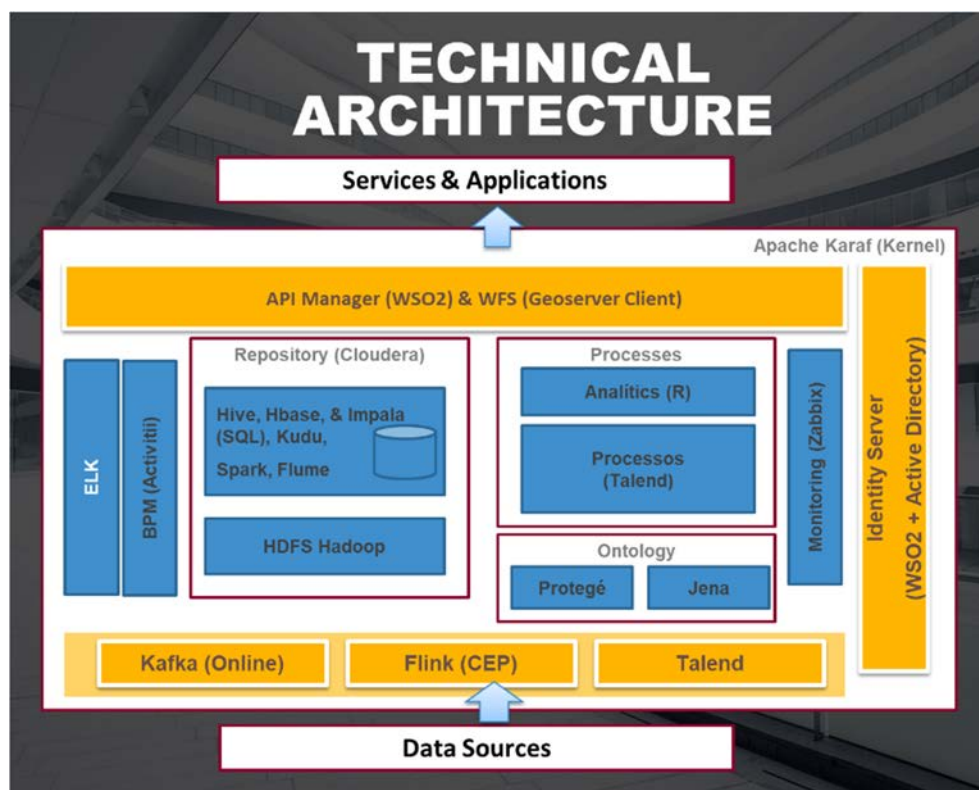 TECHNICAL
ARCHITECTURE
Services & Applications
Apache Karaf (Kernel)
API Manager (WSO2) & WFS (Geoserver Client)
ELK
BPM (Activitii)
Repository (Cloudera)
Hive, Hbase, & Impala
(SQL), Kudu,
Spark, Flume
HDFS Hadoop
Processes
Analítics (R)
Processos
(Talend)
Ontology
Protegé
Jena
Monitoring (Zabbix)
Identity Server
(WSO2 + Active Directory)
Kafka (Online)
Flink (CEP)
Talend
Data Sources